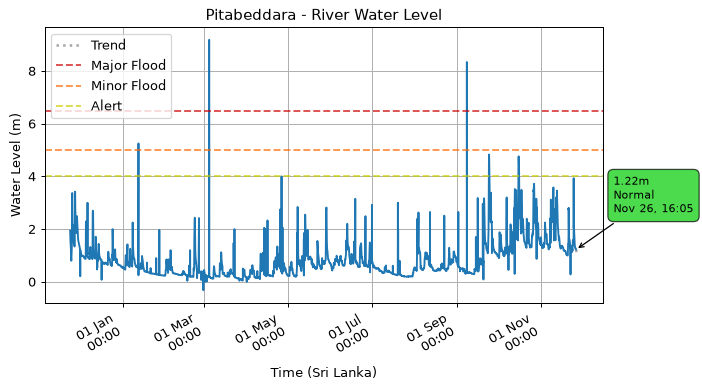 Pitabeddara - River Water Level
Trend
Major Flood
Minor Flood
Alert
Water Level (m)
8
6
4
2
0
1.22m
Normal
Nov 26, 16:05
01 Jan
00:00
01 Mar
00:00
01 May
00:00
01 Jul
00:00
01 Sep
00:00
01 Nov
00:00
Time (Sri Lanka)